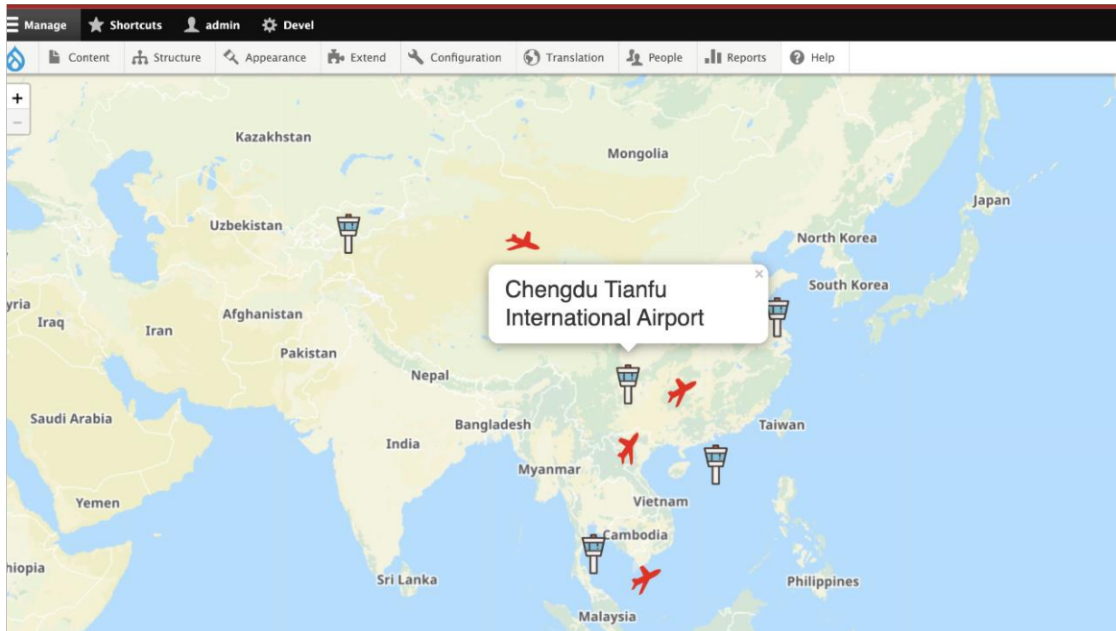 Manage Shortcuts admin Devel
Content Structure Appearance Extend Configuration Translation People Reports Help
+
−
Kazakhstan
Mongolia
Japan
Uzbekistan
North Korea
Chengdu Tianfu
International Airport
×
South Korea
yria
Iraq
Iran
Afghanistan
Pakistan
Nepal
Saudi Arabia
Bangladesh
Taiwan
India
Myanmar
Yemen
Vietnam
Cambodia
hiopia
Sri Lanka
Philippines
Malaysia